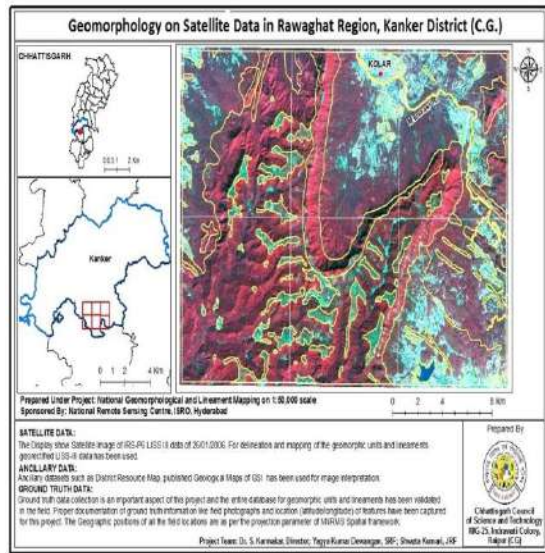 Geomorphology on Satellite Data in Rawaghat Region, Kanker District (C.G.)
CHHATTISGARH
2 Km
Kanker
0 2 4 Km
KOLAR
0 2 4 8 Km
Prepared Under Project: National Geomorphological and Lineament Mapping on 1:50,000 scale
Sponsored By: National Remote Sensing Centre, ISRO, Hyderabad
SATELLITE DATA:
The Display show Satellite image of IRS-P6 LISS III data of 26/01/2006. For delineation and mapping of the geomorphic units and lineaments
georectified LISS-III data has been used.
ANCILLARY DATA:
Ancillary datasets such as District Resource Map, published Geological Maps of GSI has been used for image interpretation.
GROUND TRUTH DATA:
Ground truth data collection is an important aspect of the project and the entire database for geomorphic units and lineaments has been validated
in the field. Proper documentation of ground truth information like field photographs and location (latitude/longitude) of features have been captured
for this project. The Geographic positions of all the field locations are as per the projection parameter of NNRMS Spatial framework.
Project Team: Dr. S. Karmakar, Director; Yagya Kumar Dewangan, SRF; Shweta Karmari, JRF
Prepared By
Chhattisgarh Council
of Science and Technology
MIG-25, Indrawati Colony,
Raipur (CG)